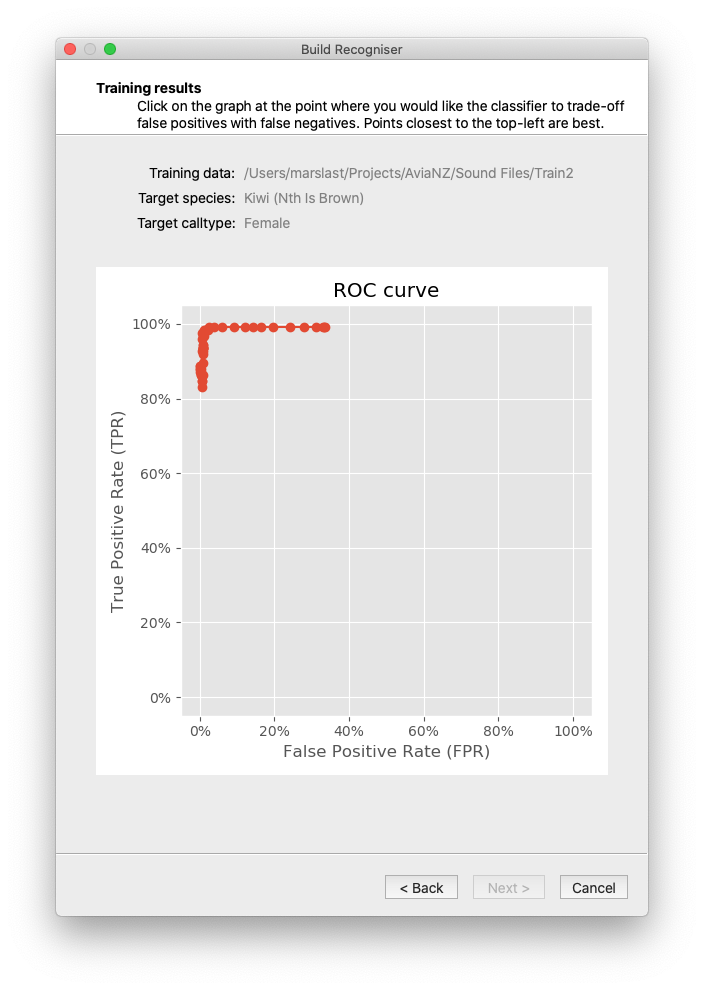 Build Recogniser
Training results
Click on the graph at the point where you would like the classifier to trade-off
false positives with false negatives. Points closest to the top-left are best.
Training data: /Users/marslast/Projects/AviaNZ/Sound Files/Train2
Target species: Kiwi (Nth Is Brown)
Target calltype: Female
ROC curve
100%
80%
60%
40%
20%
0%
True Positive Rate (TPR)
0% 20% 40% 60% 80% 100%
False Positive Rate (FPR)
< Back Next > Cancel